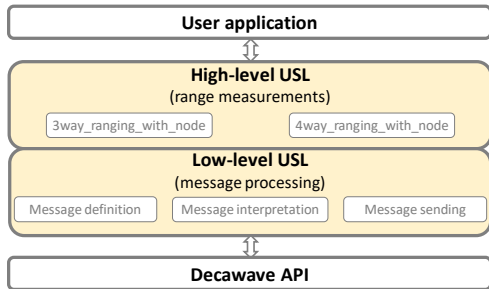 User application
High-level USL
(range measurements)
3way_ranging_with_node 4way_ranging_with_node
Low-level USL
(message processing)
Message definition Message interpretation Message sending
Decawave API